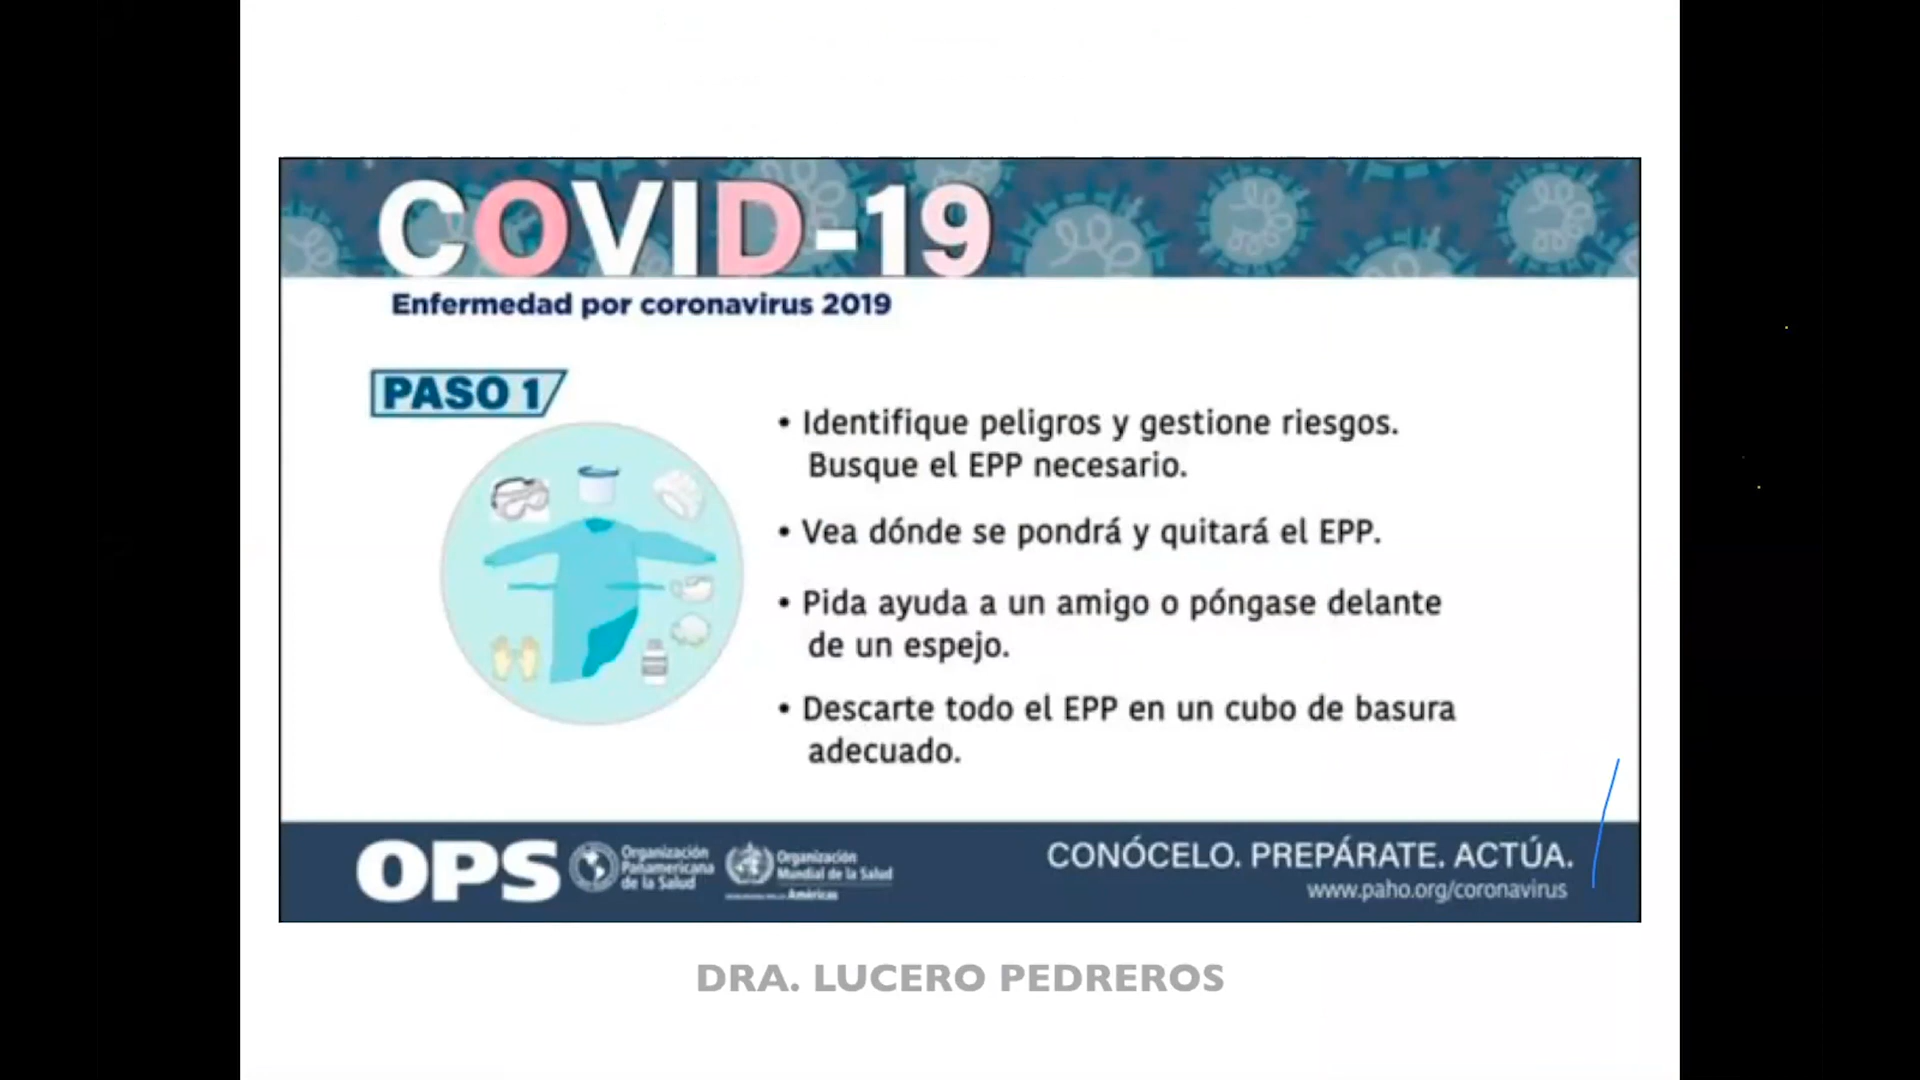 COVID-19
Enfermedad por coronavirus 2019
PASO 1
• Identifique peligros y gestione riesgos.
Busque el EPP necesario.
• Vea dónde se pondrá y quitará el EPP.
• Pida ayuda a un amigo o póngase delante
de un espejo.
• Descarte todo el EPP en un cubo de basura
adecuado.
OPS
Organización
Panamericana
de la Salud
Organización
Mundial de la Salud
Américas
CONÓCELO. PREPÁRATE. ACTÚA.
www.paho.org/coronavirus
DRA. LUCERO PEDREROS